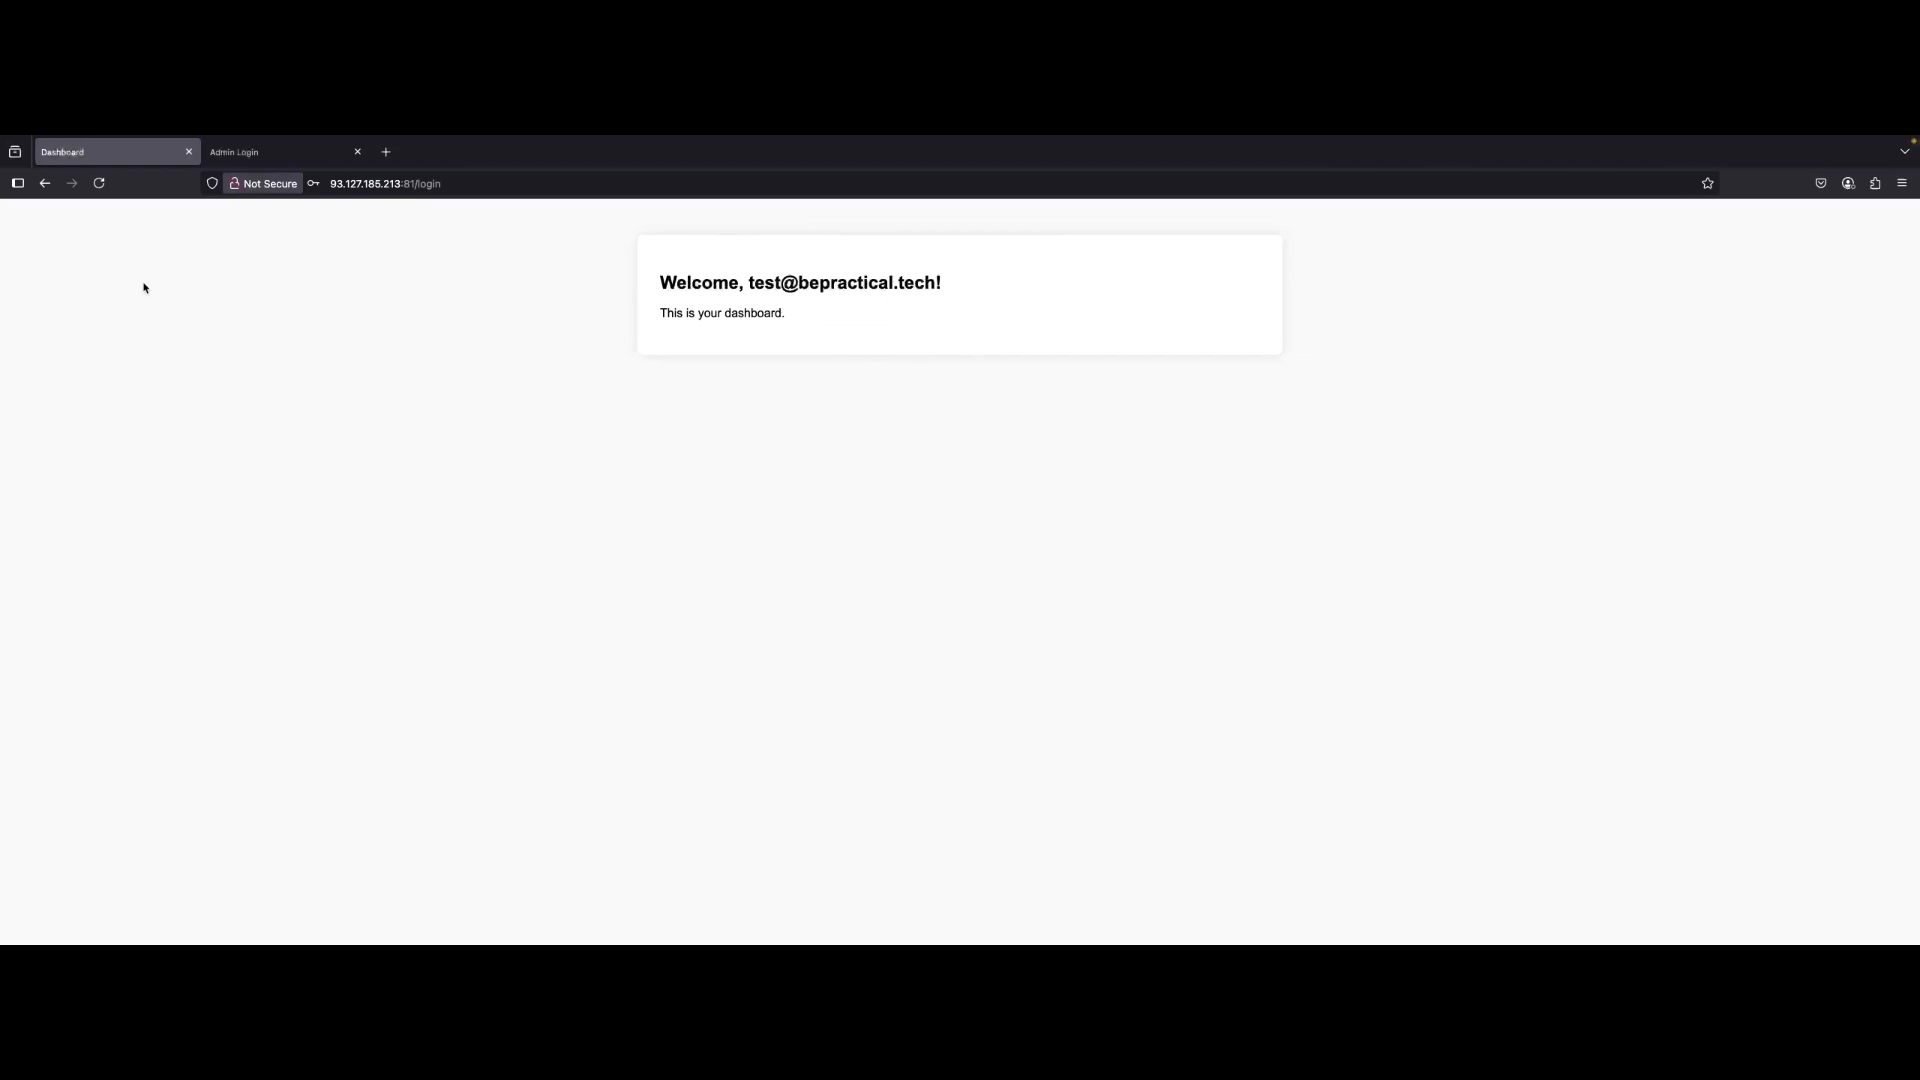 Dashboard
Admin Login
Not Secure
93.127.185.213:81/login
Welcome, test@bepractical.tech!
This is your dashboard.